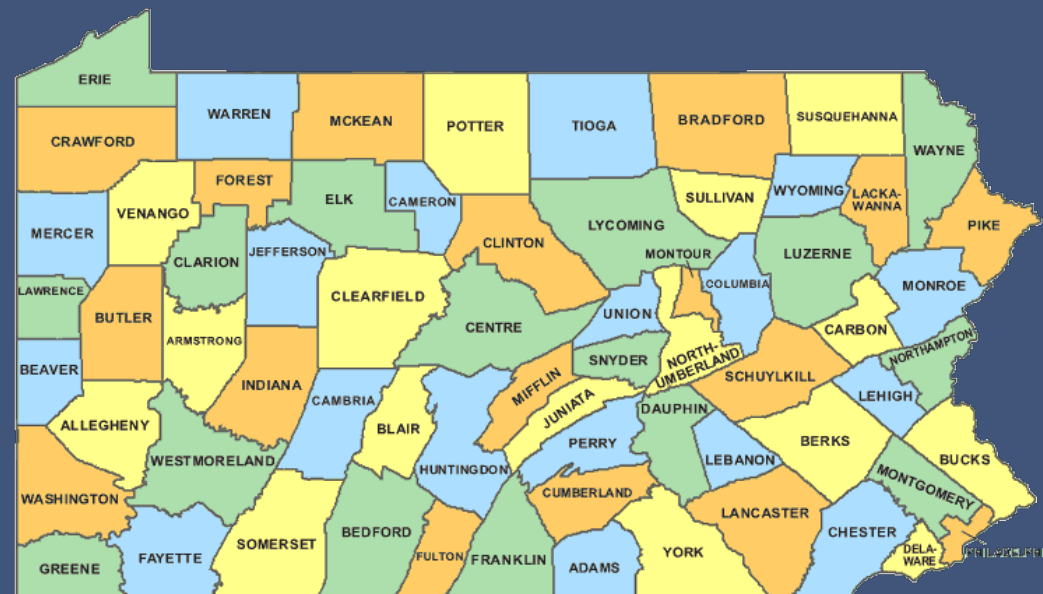 ERIE
WARREN
MCKEAN
POTTER
TIOGA
BRADFORD
SUSQUEHANNA
CRAWFORD
WAYNE
FOREST
ELK
CAMERON
WYOMING
LACKA-
WANNA
SULLIVAN
VENANGO
MERCER
CLINTON
LYCOMING
PIKE
CLARION
JEFFERSON
MONTOUR
LUZERNE
COLUMBIA
MONROE
LAWRENCE
BUTLER
CLEARFIELD
CENTRE
UNION
CARBON
NORTHAMPTON
ARMSTRONG
SNYDER
NORTH-
UMBERLAND
SCHUYLKILL
BEAVER
INDIANA
CAMBRIA
MIFFLIN
JUNIATA
LEHIGH
ALLEGHENY
BLAIR
DAUPHIN
PERRY
BERKS
WESTMORELAND
HUNTINGDON
LEBANON
BUCKS
MONTGOMERY
WASHINGTON
CUMBERLAND
LANCASTER
SOMERSET
BEDFORD
CHESTER
FAYETTE
FULTON
FRANKLIN
YORK
DELA-
WARE
PHILADELPH
GREENE
ADAMS